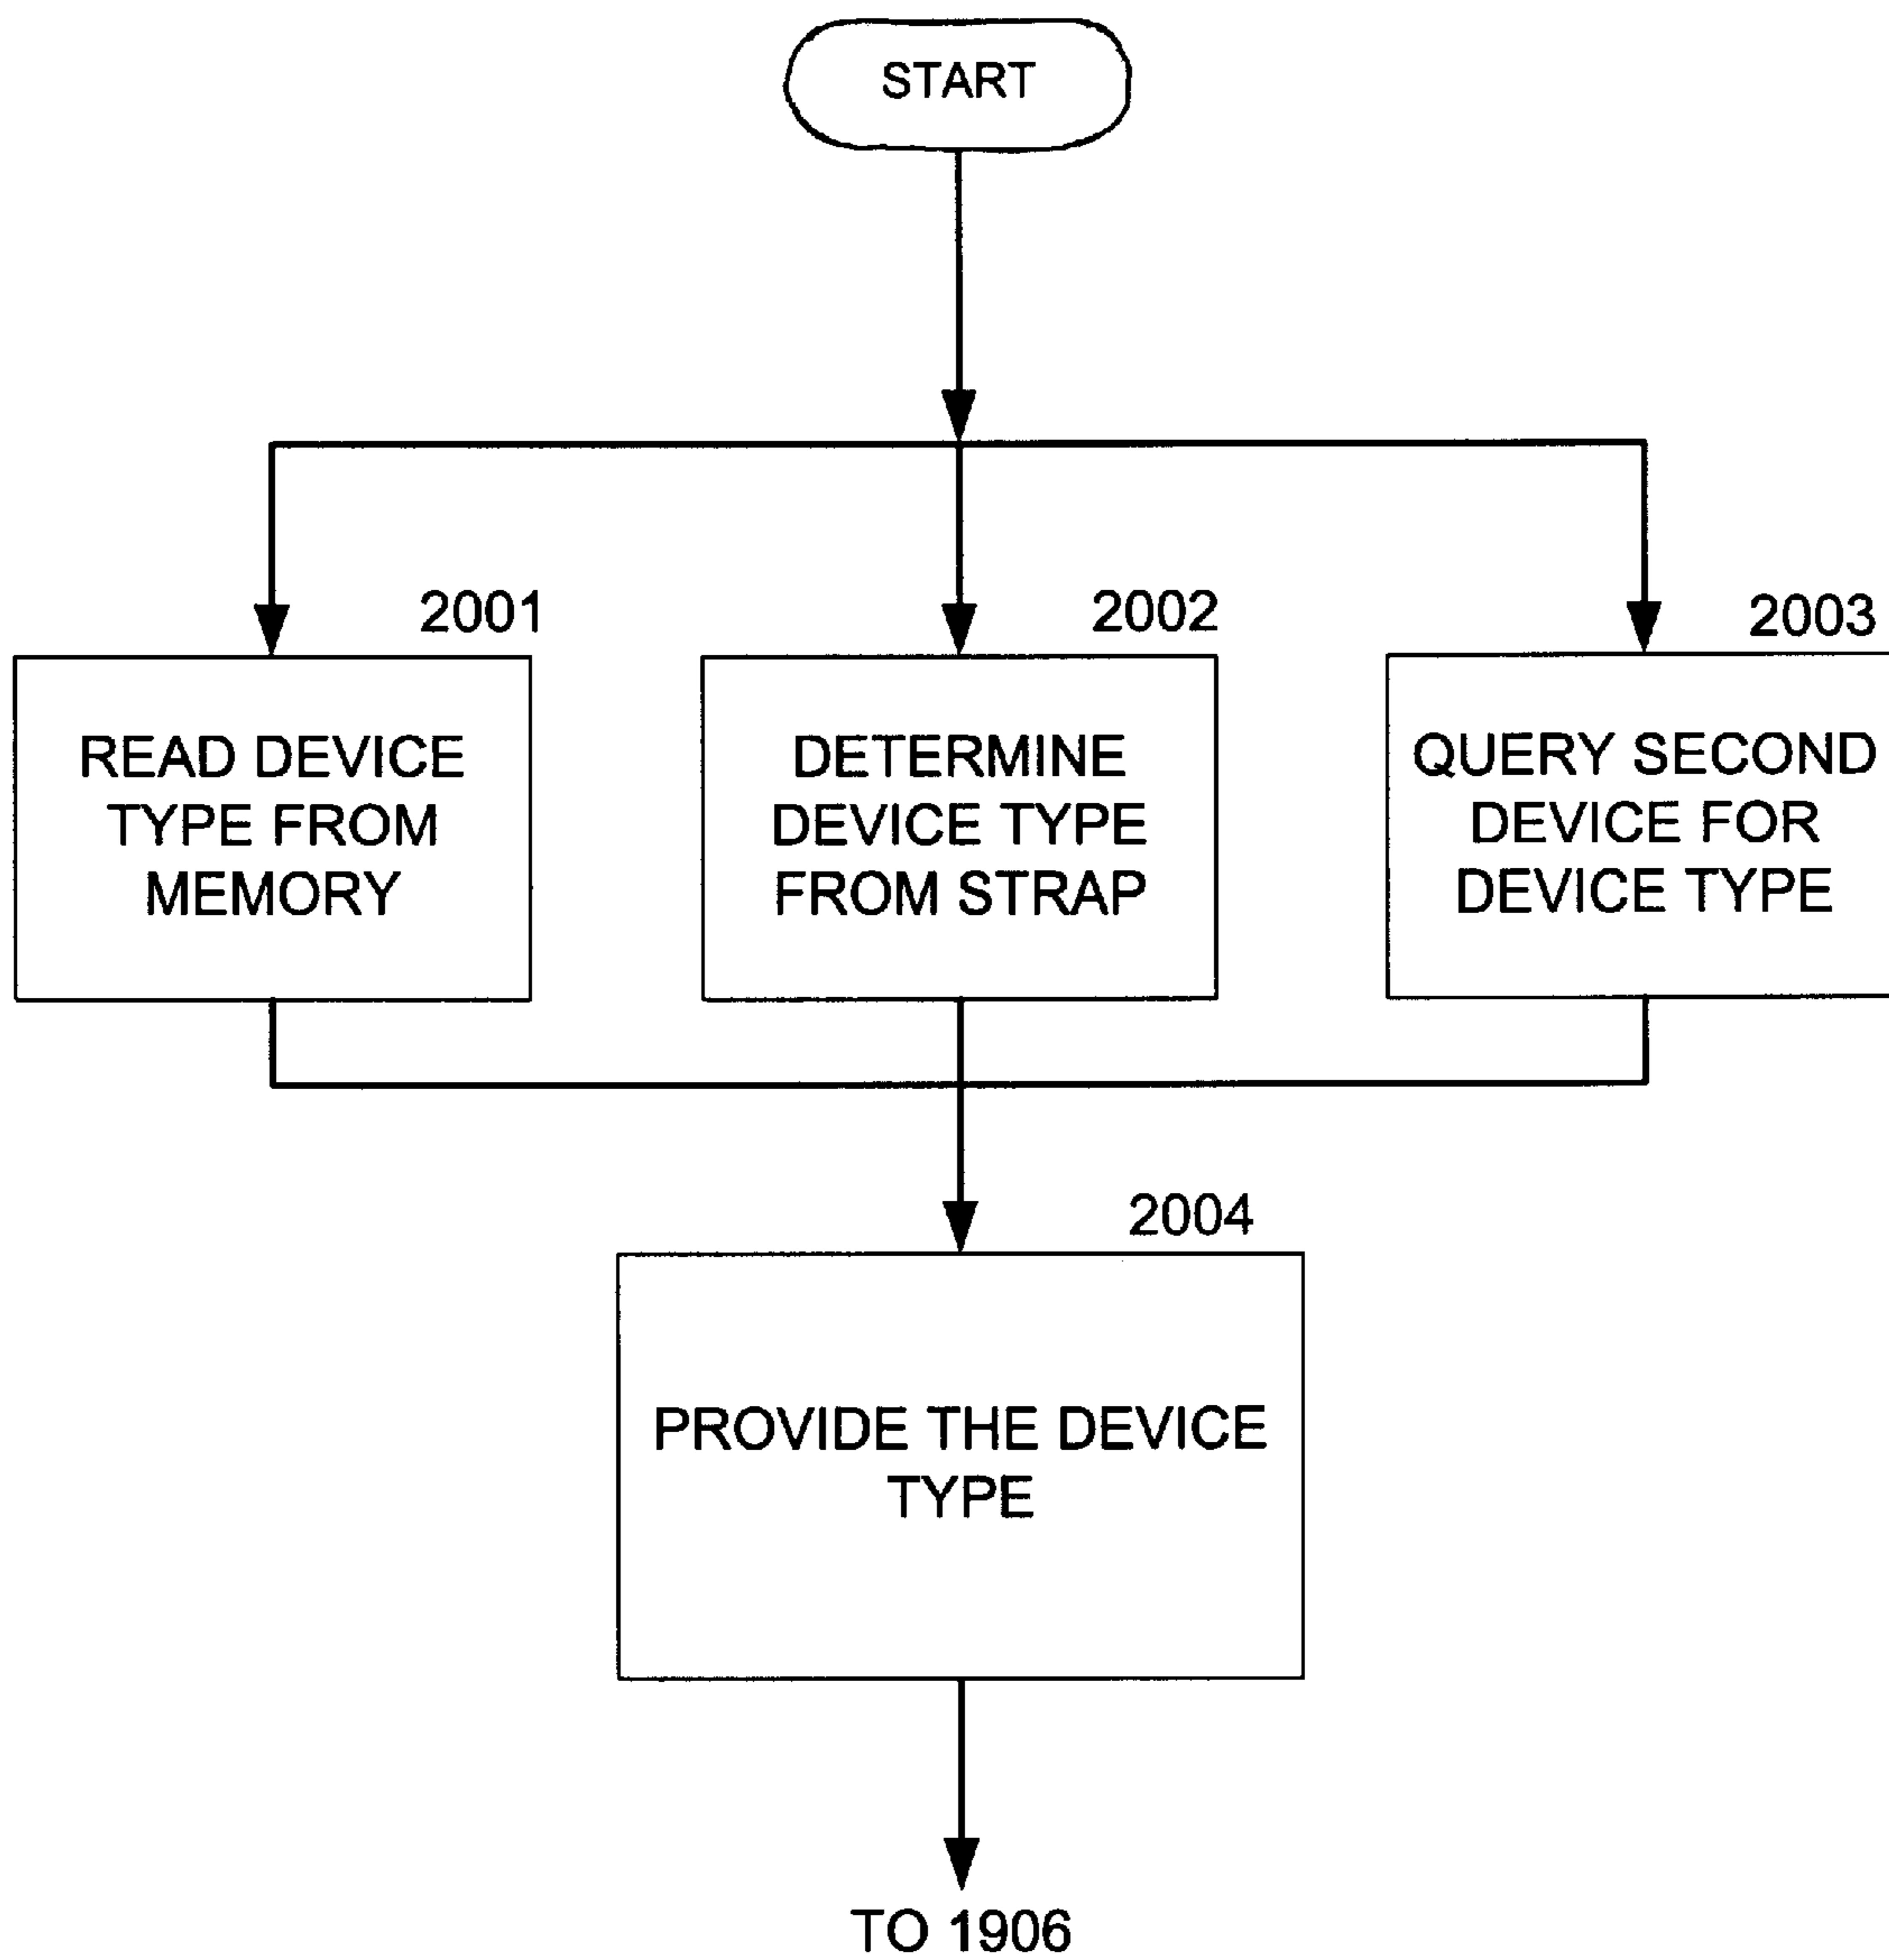 START
2001
2002
2003
READ DEVICE
TYPE FROM
MEMORY
DETERMINE
DEVICE TYPE
FROM STRAP
QUERY SECOND
DEVICE FOR
DEVICE TYPE
2004
PROVIDE THE DEVICE
TYPE
TO 1906